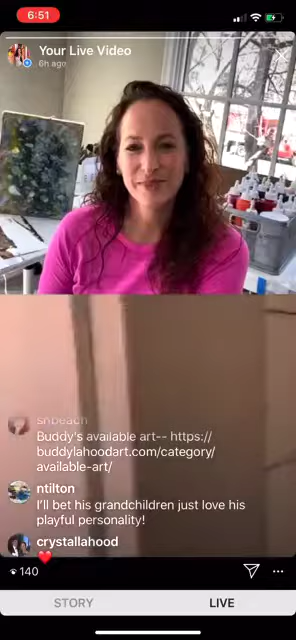 6:51
Your Live Video
6h ago
snbeach
Buddy's available art-- https://
buddylahoodart.com/category/
available-art/
ntilton
I'll bet his grandchildren just love his
playful personality!
crystallahood
140
STORY
LIVE